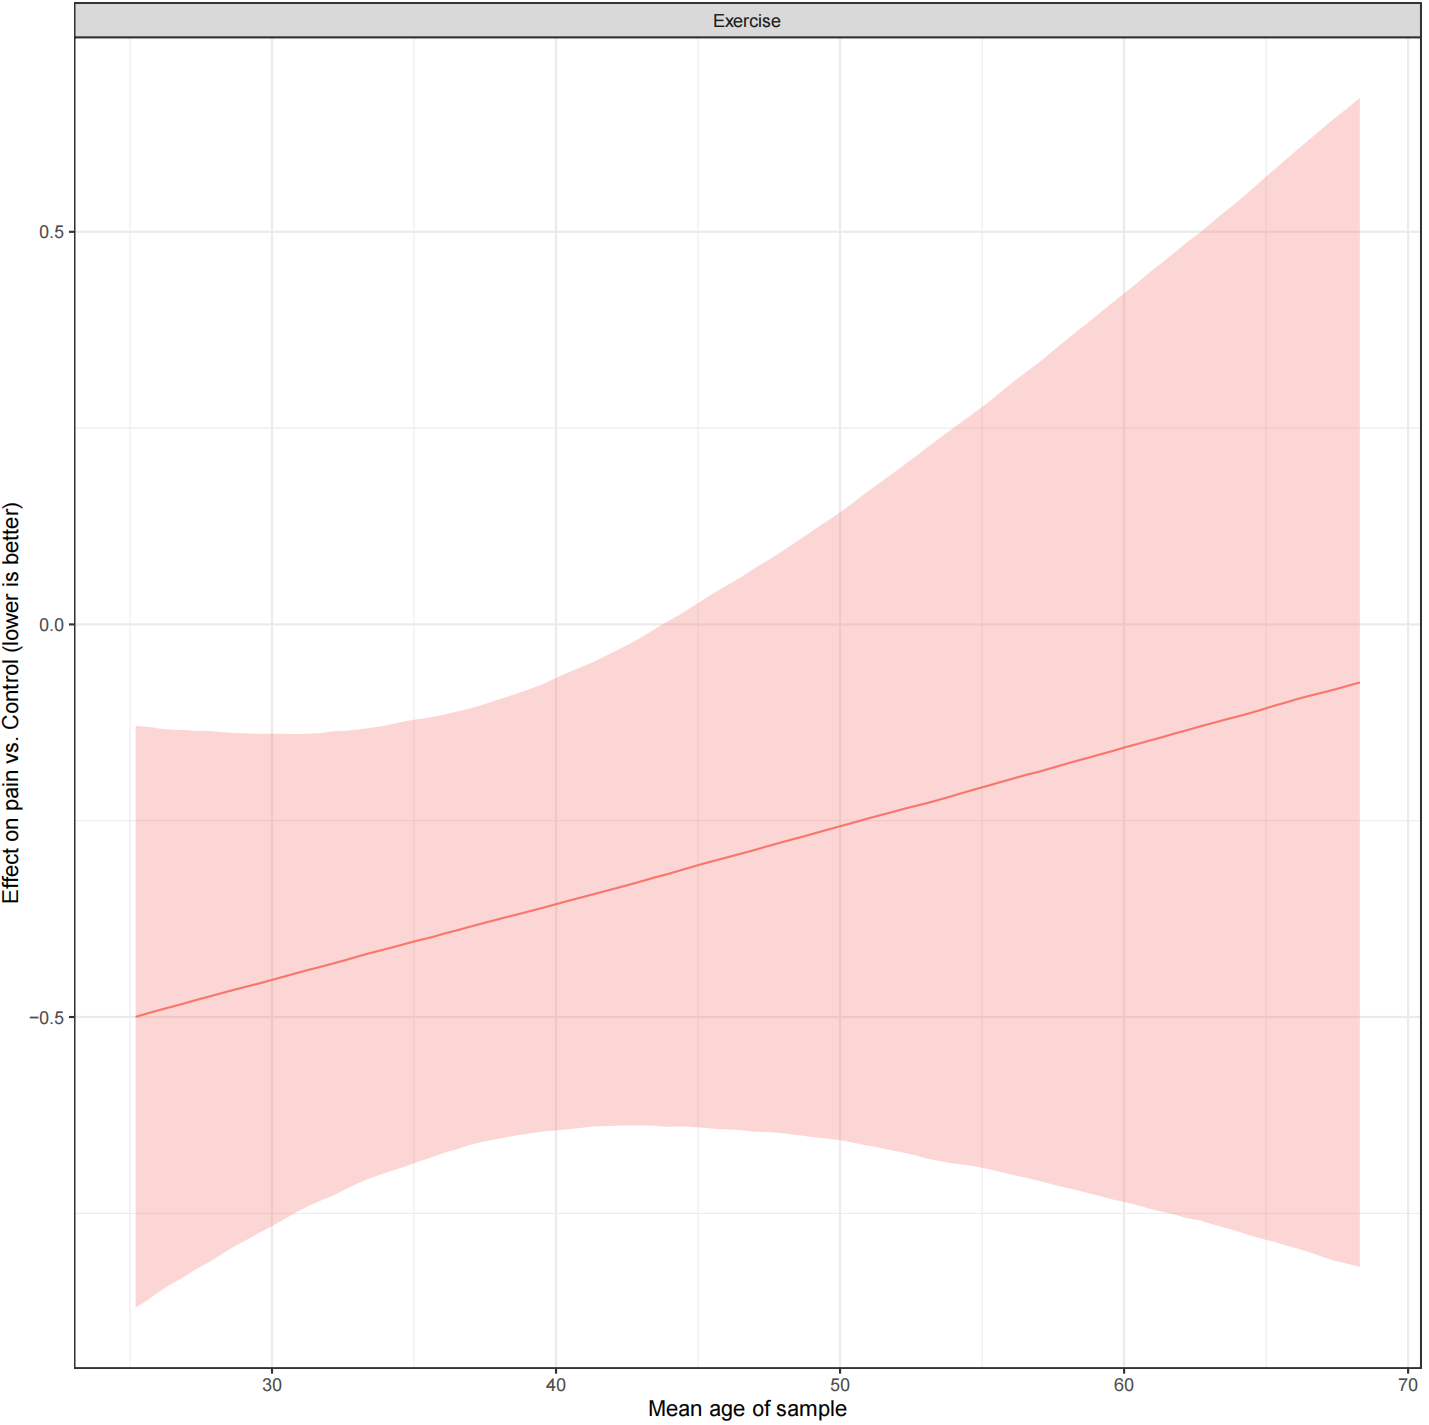 Exercise
Effect on pain vs. Control (lower is better)
0.5
0.0
−0.5
30 40 50 60 70
Mean age of sample